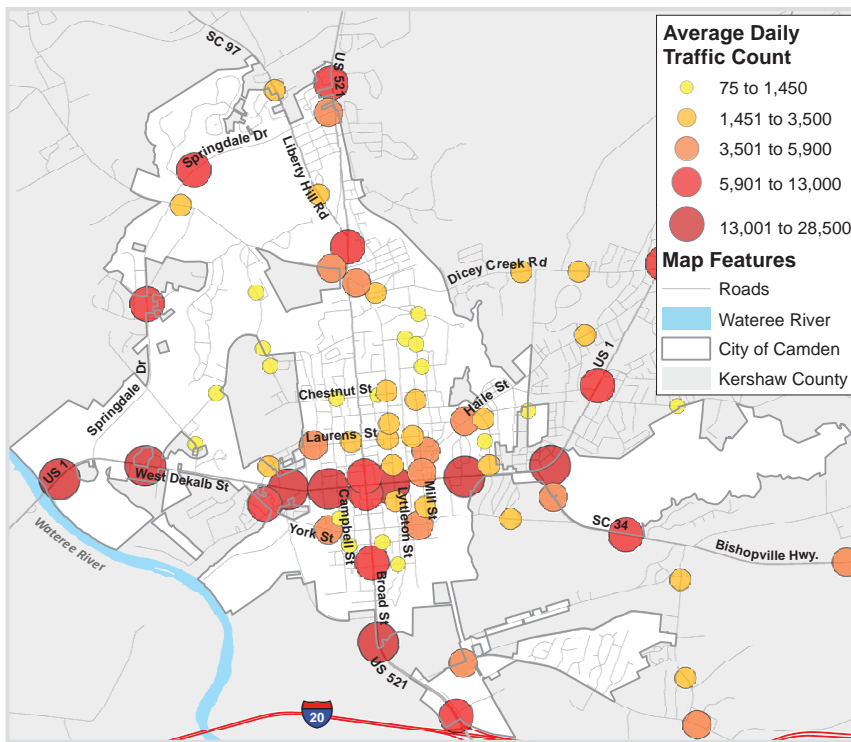 Average Daily
Traffic Count
75 to 1,450
1,451 to 3,500
3,501 to 5,900
5,901 to 13,000
13,001 to 28,500
Map Features
Roads
Wateree River
City of Camden
Kershaw County
SC 97
US 521
Springdale Dr
Liberty Hill Rd
Dicey Creek Rd
US 1
Springdale Dr
Chestnut St
Haile St
Laurens St
US 1
West Dekalb St
Campbell St
Lyttleton St
Mill St
York St
SC 34
Bishopville Hwy.
Wateree River
Broad St
US 521
20